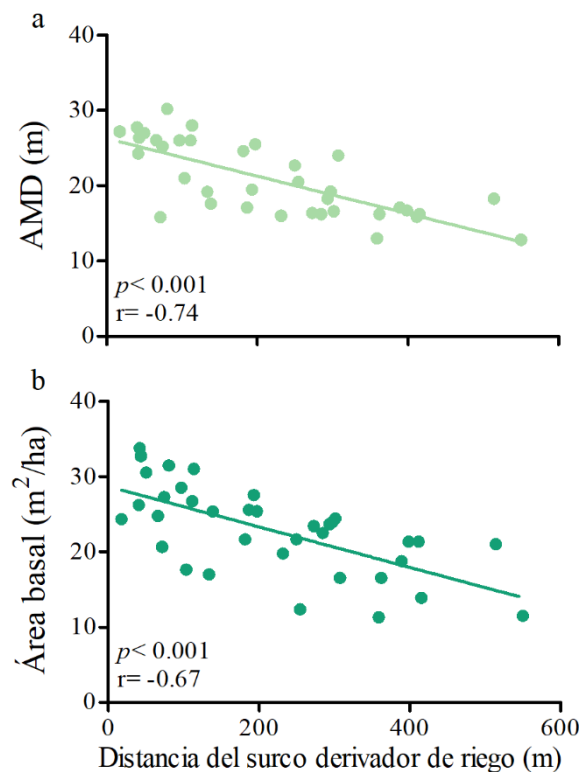 a
40
30
20
10
0
AMD (m)
p< 0.001
r= -0.74
b
40
30
20
10
0
Área basal (m²/ha)
p< 0.001
r= -0.67
0 200 400 600
Distancia del surco derivador de riego (m)